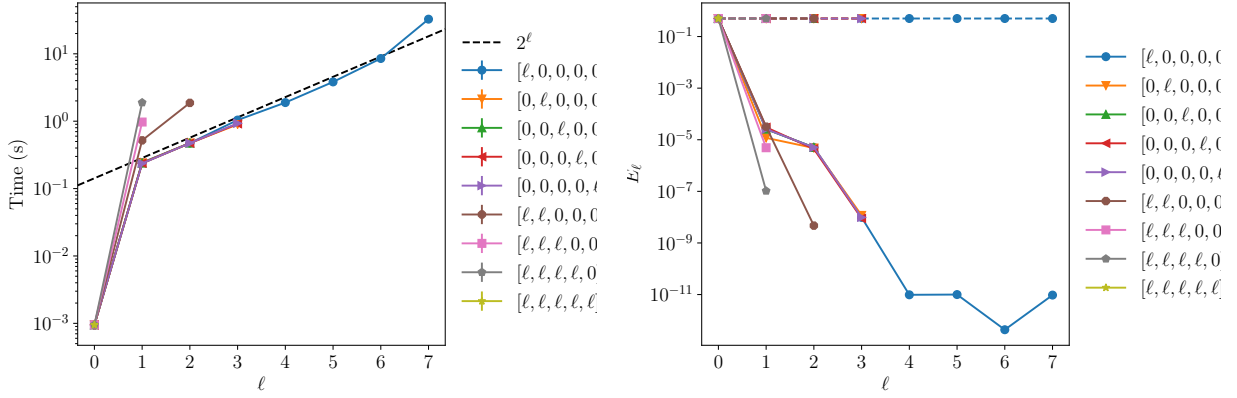 10¹
10⁰
10⁻¹
10⁻²
10⁻³
Time (s)
0 1 2 3 4 5 6 7
ℓ
2^ℓ
[ℓ, 0, 0, 0, 0
[0, ℓ, 0, 0, 0
[0, 0, ℓ, 0, 0
[0, 0, 0, ℓ, 0
[0, 0, 0, 0, ℓ
[ℓ, ℓ, 0, 0, 0
[ℓ, ℓ, ℓ, 0, 0
[ℓ, ℓ, ℓ, ℓ, 0
[ℓ, ℓ, ℓ, ℓ, ℓ]
10⁻¹
10⁻³
10⁻⁵
10⁻⁷
10⁻⁹
10⁻¹¹
E_ℓ
0 1 2 3 4 5 6 7
ℓ
[ℓ, 0, 0, 0, 0
[0, ℓ, 0, 0, 0
[0, 0, ℓ, 0, 0
[0, 0, 0, ℓ, 0
[0, 0, 0, 0, ℓ
[ℓ, ℓ, 0, 0, 0
[ℓ, ℓ, ℓ, 0, 0
[ℓ, ℓ, ℓ, ℓ, 0
[ℓ, ℓ, ℓ, ℓ, ℓ]